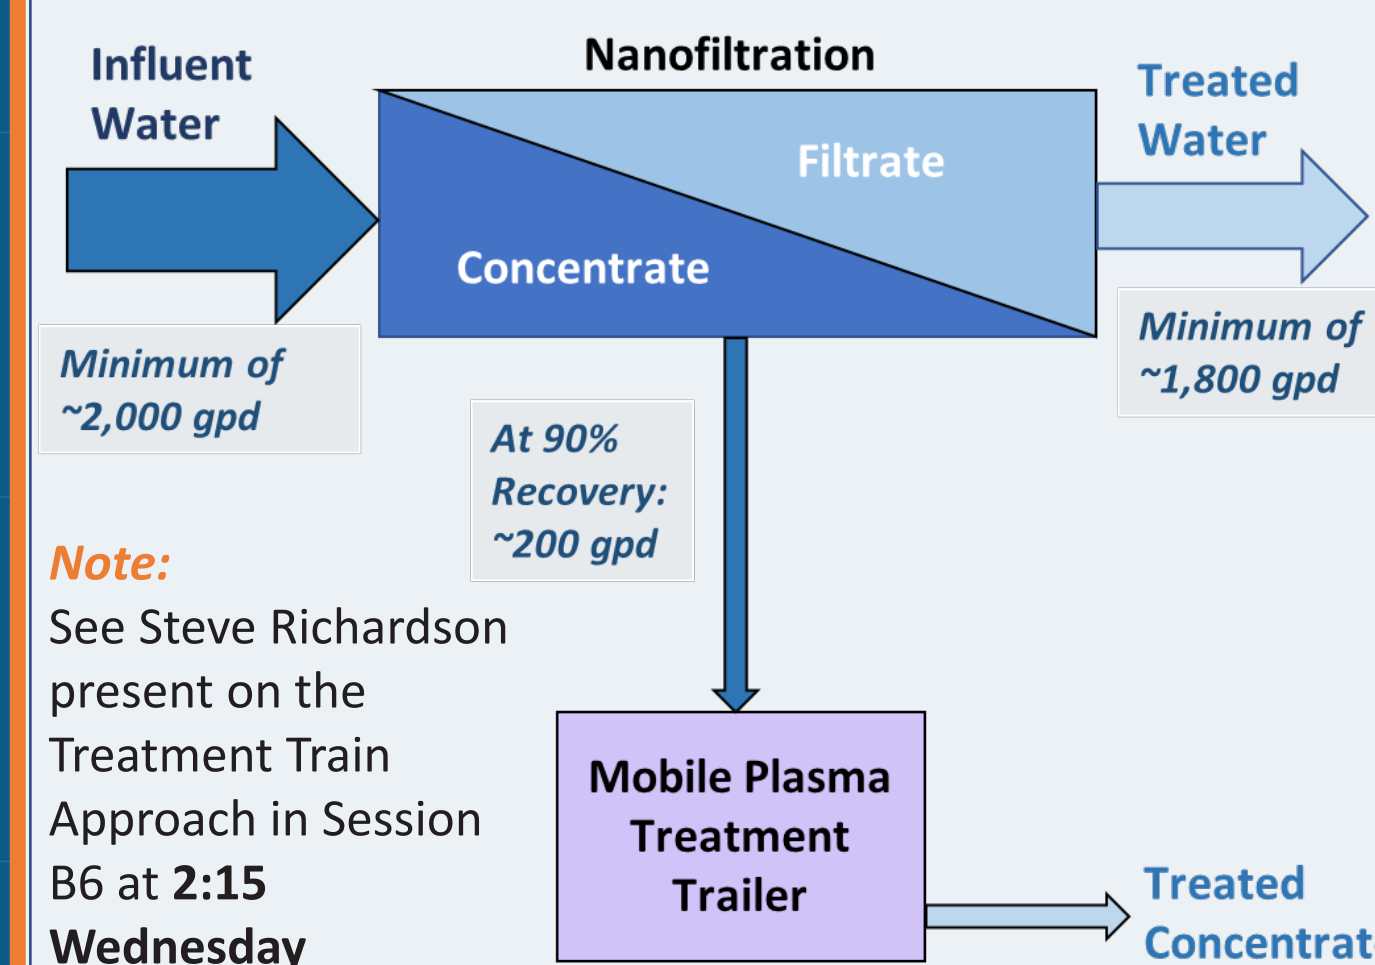 Nanofiltration
Influent
Water
Treated
Water
Filtrate
Concentrate
Minimum of
~2,000 gpd
Minimum of
~1,800 gpd
At 90%
Recovery:
~200 gpd
Note:
See Steve Richardson
present on the
Treatment Train
Approach in Session
B6 at 2:15
Wednesday
Mobile Plasma
Treatment
Trailer
Treated
Concentrate